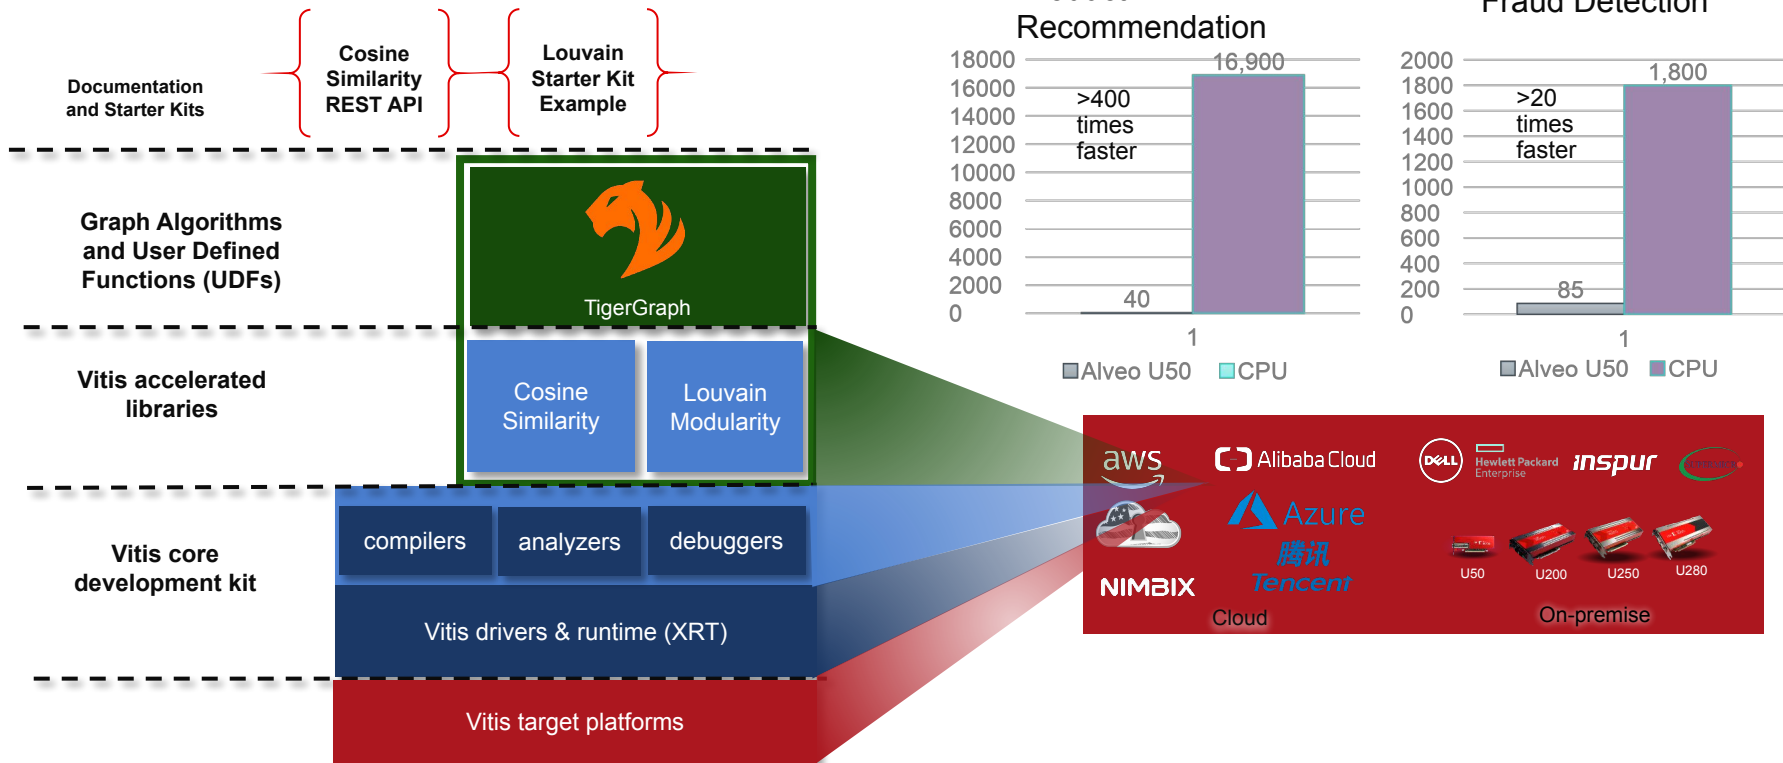 Recommendation
Fraud Detection
Documentation
and Starter Kits
Cosine
Similarity
REST API
Louvain
Starter Kit
Example
Graph Algorithms
and User Defined
Functions (UDFs)
TigerGraph
Vitis accelerated
libraries
Cosine
Similarity
Louvain
Modularity
Vitis core
development kit
compilers
analyzers
debuggers
Vitis drivers & runtime (XRT)
Vitis target platforms
18000
16000
14000
12000
10000
8000
6000
4000
2000
0
16,900
>400
times
faster
40
1
Alveo U50
CPU
2000
1800
1600
1400
1200
1000
800
600
400
200
0
1,800
>20
times
faster
85
1
Alveo U50
CPU
aws
Alibaba Cloud
Azure
NIMBIX
腾讯
Tencent
Cloud
DELL
Hewlett Packard
Enterprise
inspur
U50
U200
U250
U280
On-premise